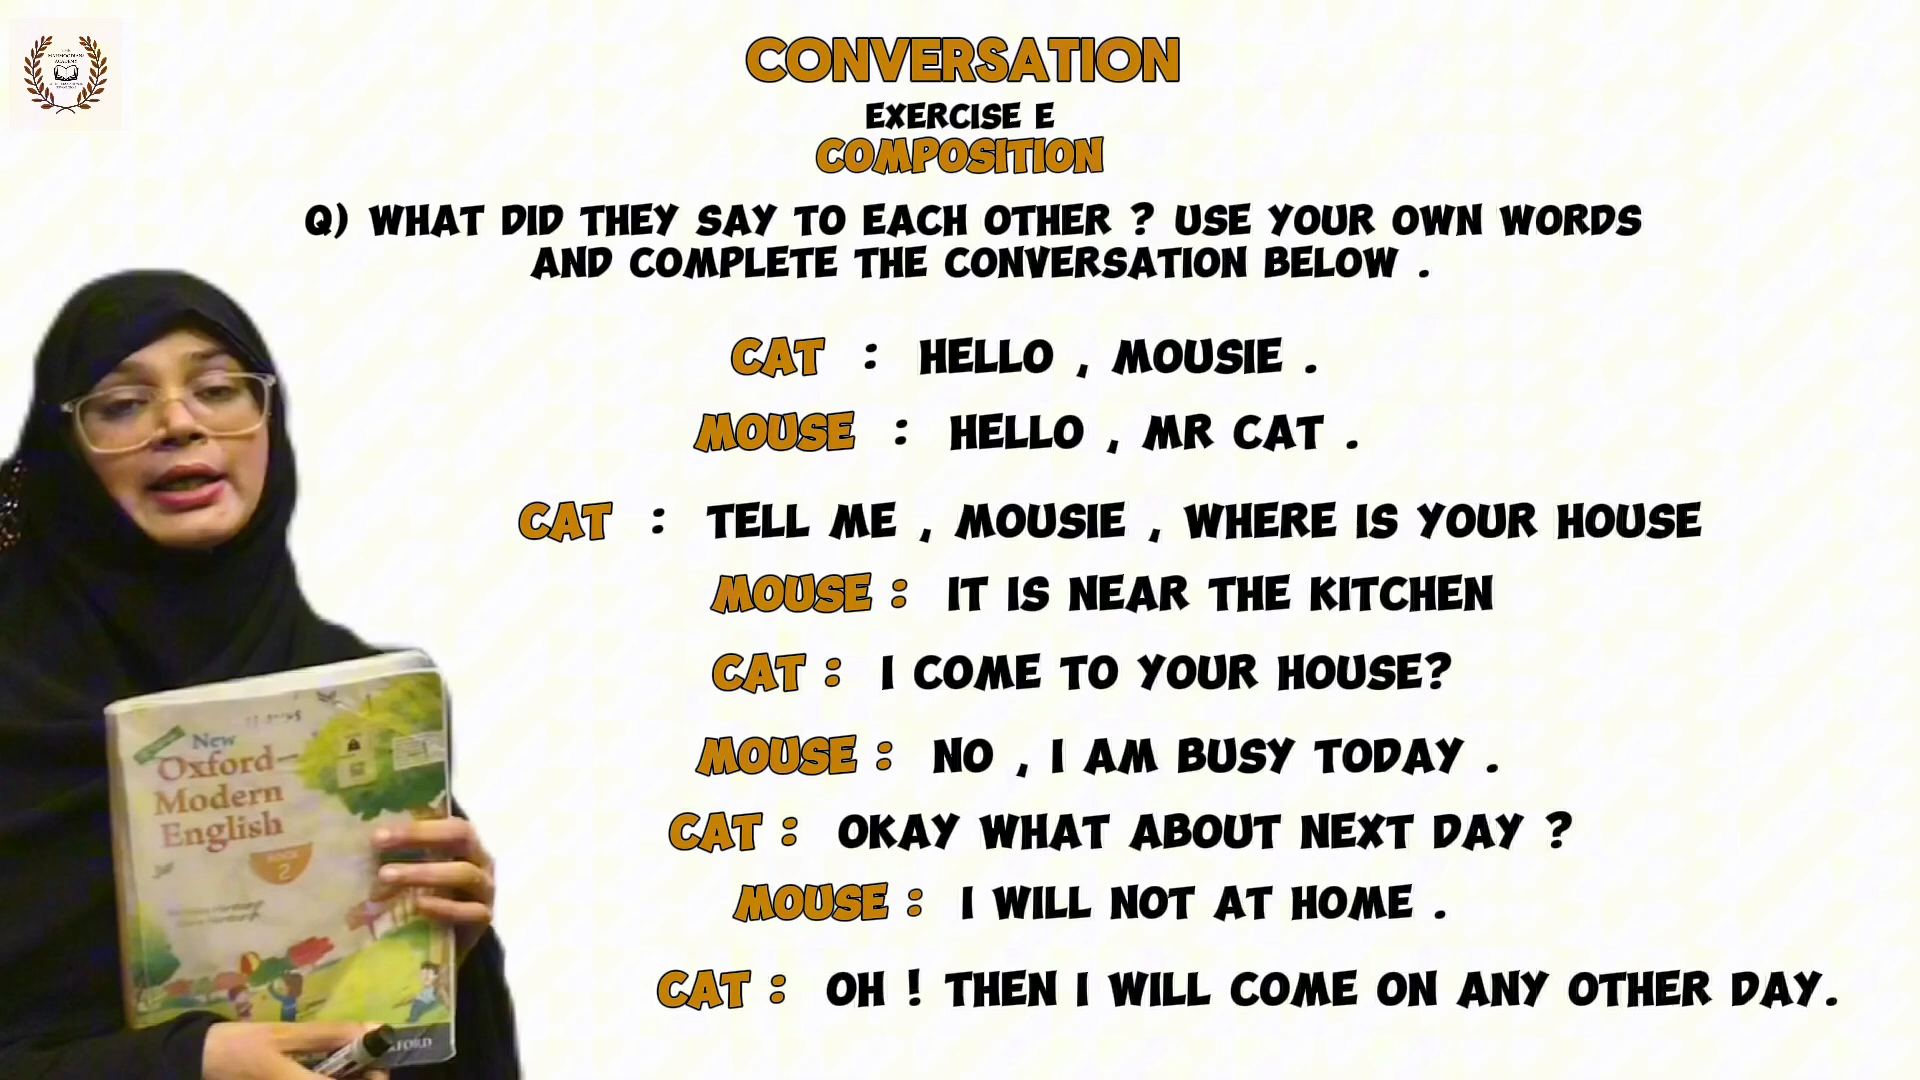 CONVERSATION
EXERCISE E
COMPOSITION
Q) WHAT DID THEY SAY TO EACH OTHER ? USE YOUR OWN WORDS
AND COMPLETE THE CONVERSATION BELOW .
CAT : HELLO , MOUSIE .
MOUSE : HELLO , MR CAT .
CAT : TELL ME , MOUSIE , WHERE IS YOUR HOUSE
MOUSE : IT IS NEAR THE KITCHEN
CAT : I COME TO YOUR HOUSE?
MOUSE : NO , I AM BUSY TODAY .
CAT : OKAY WHAT ABOUT NEXT DAY ?
MOUSE : I WILL NOT AT HOME .
CAT : OH ! THEN I WILL COME ON ANY OTHER DAY.
New
Oxford
Modern
English
2